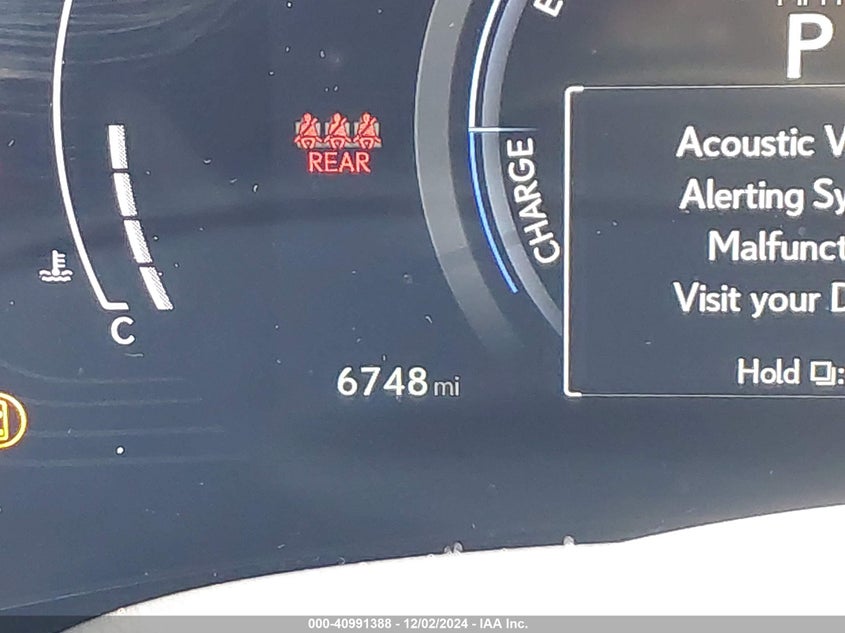 P
REAR
CHARGE
Acoustic V
Alerting Sy
Malfunct
Visit your D
C
Hold
6748 mi
000-40991388 - 12/02/2024 - IAA Inc.